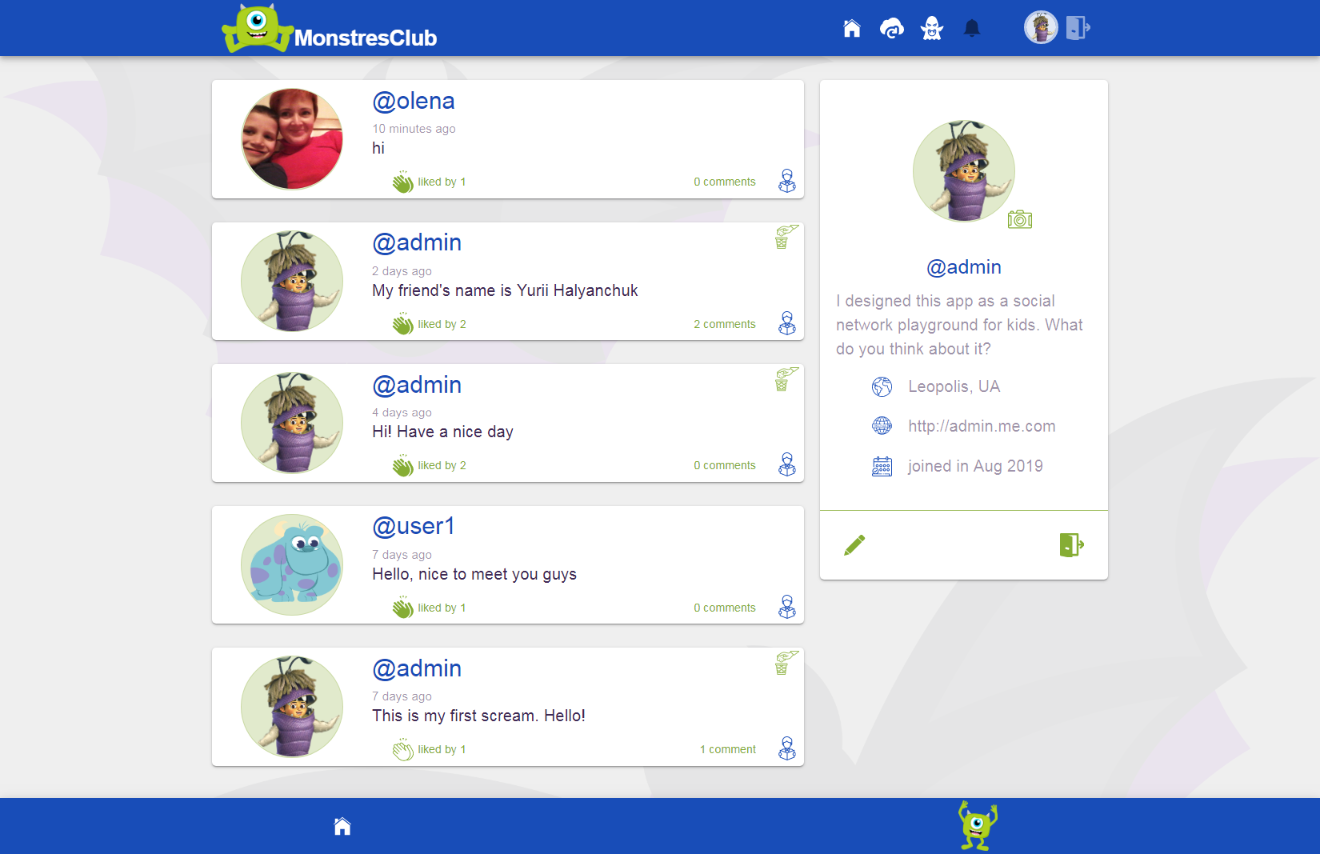 MonstresClub
@olena
10 minutes ago
hi
liked by 1
0 comments
@admin
2 days ago
My friend's name is Yurii Halyanchuk
liked by 2
2 comments
@admin
4 days ago
Hi! Have a nice day
liked by 2
0 comments
@user1
7 days ago
Hello, nice to meet you guys
liked by 1
0 comments
@admin
7 days ago
This is my first scream. Hello!
liked by 1
1 comment
@admin
I designed this app as a social
network playground for kids. What
do you think about it?
Leopolis, UA
http://admin.me.com
joined in Aug 2019